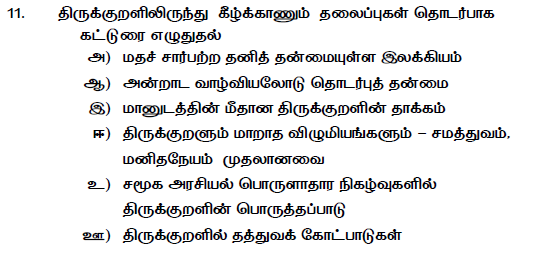 11. திருக்குறளிலிருந்து கீழ்க்காணும் தலைப்புகள் தொடர்பாக
கட்டுரை எழுதுதல்
அ) மதச் சார்பற்ற தனித் தன்மையுள்ள இலக்கியம்
ஆ) அன்றாட வாழ்வியலோடு தொடர்புத் தன்மை
இ) மானுடத்தின் மீதான திருக்குறளின் தாக்கம்
ஈ) திருக்குறளும் மாறாத விழுமியங்களும் – சமத்துவம்,
மனிதநேயம் முதலானவை
உ) சமூக அரசியல் பொருளாதார நிகழ்வுகளில்
திருக்குறளின் பொருத்தப்பாடு
ஊ) திருக்குறளில் தத்துவக் கோட்பாடுகள்